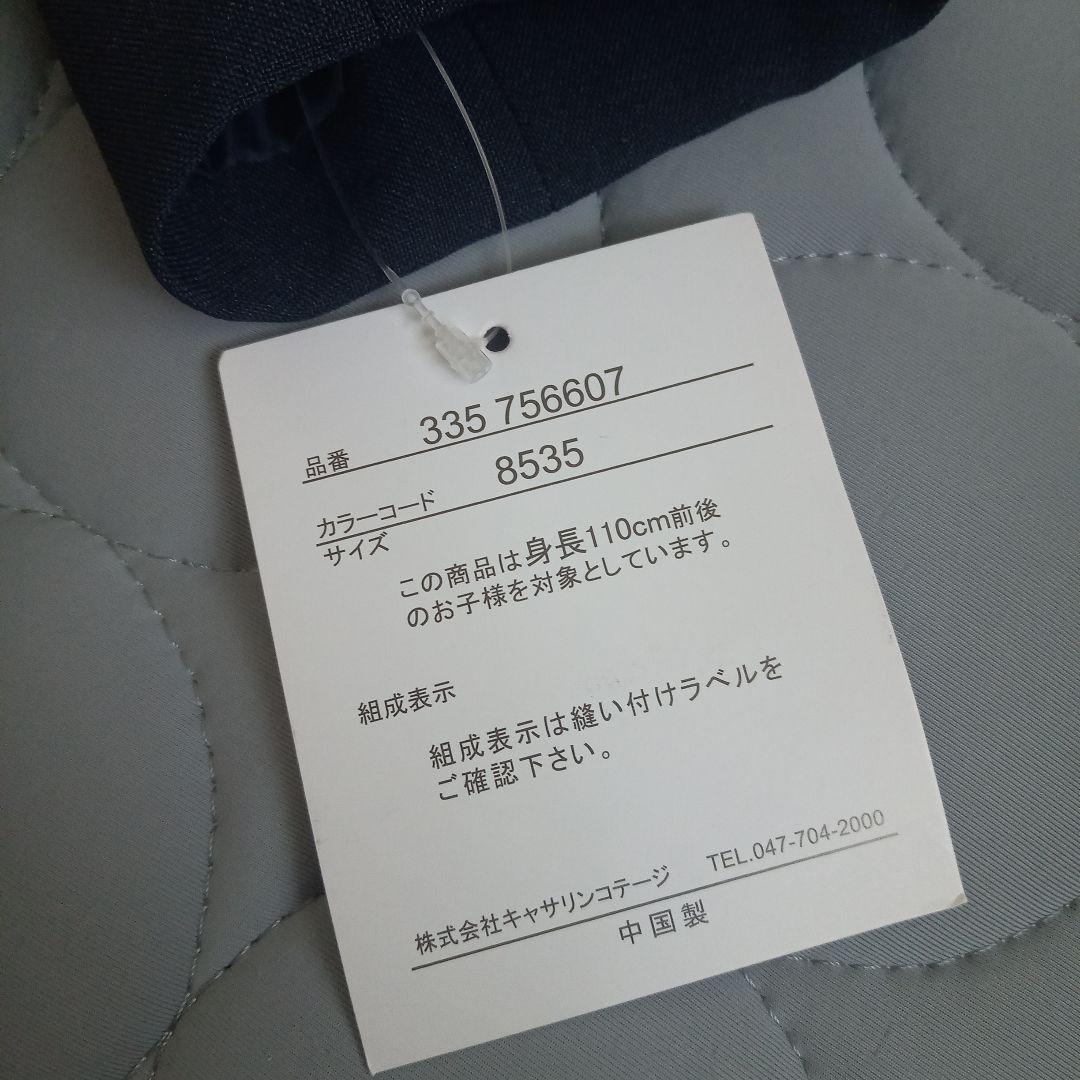 品番 335 756607
カラーコード 8535
サイズ
この商品は身長110cm前後
のお子様を対象としています。
組成表示
組成表示は縫い付けラベルを
ご確認下さい。
株式会社キャサリンコテージ TEL.047-704-2000
中国製